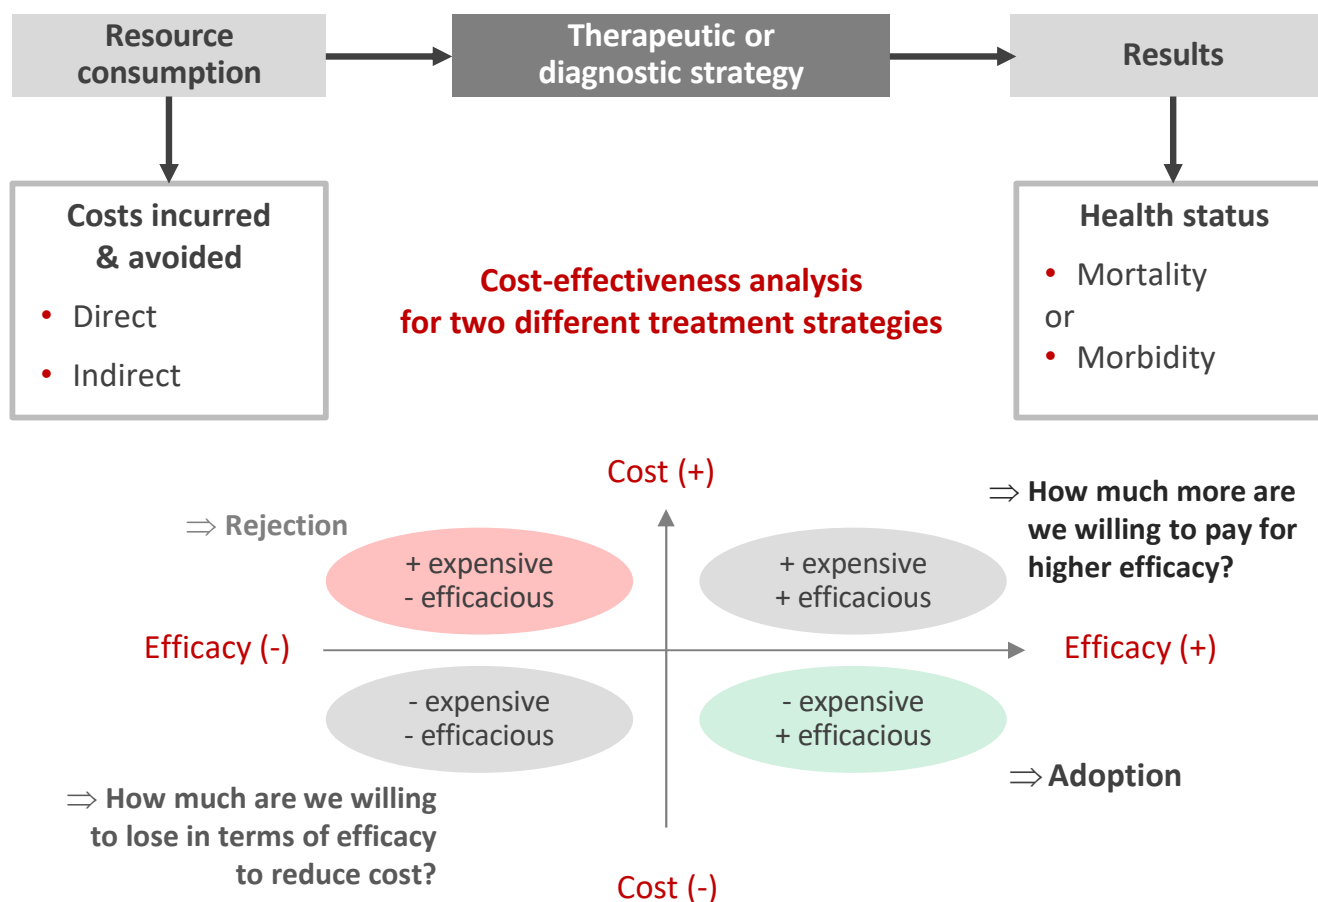 Resource
consumption
Therapeutic or
diagnostic strategy
Results
Costs incurred
& avoided
• Direct
• Indirect
Cost-effectiveness analysis
for two different treatment strategies
Health status
• Mortality
or
• Morbidity
Cost (+)
⇒ Rejection
+ expensive
- efficacious
+ expensive
+ efficacious
⇒ How much more are
we willing to pay for
higher efficacy?
Efficacy (-)
Efficacy (+)
- expensive
- efficacious
- expensive
+ efficacious
⇒ Adoption
⇒ How much are we willing
to lose in terms of efficacy
to reduce cost?
Cost (-)